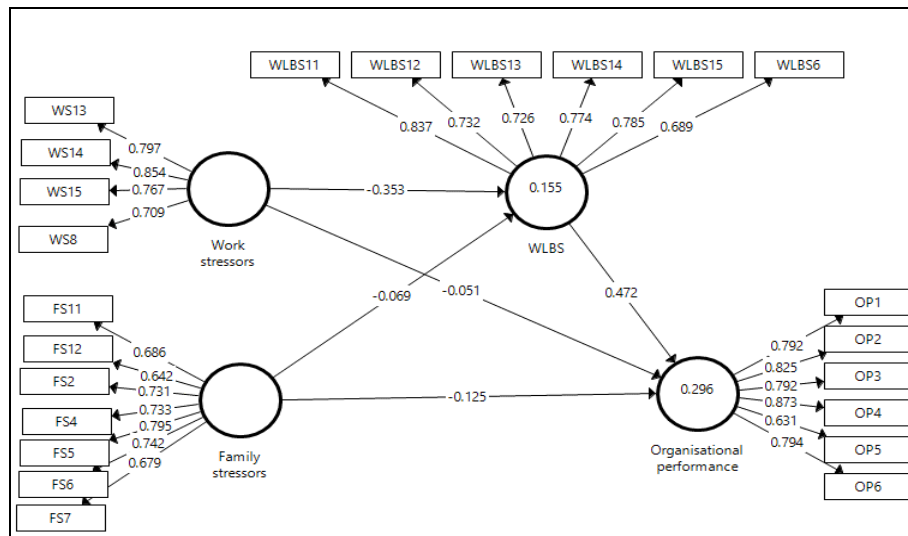 WLBS11
WLBS12
WLBS13
WLBS14
WLBS15
WLBS6
0.837
0.732
0.726
0.774
0.785
0.689
WS13
WS14
WS15
WS8
0.797
0.854
0.767
0.709
Work
stressors
-0.353
0.155
WLBS
-0.069
-0.051
0.472
FS11
FS12
FS2
FS4
FS5
FS6
FS7
0.686
0.642
0.731
0.733
0.795
0.742
0.679
Family
stressors
-0.125
0.296
Organisational
performance
0.792
0.825
0.792
0.873
0.631
0.794
OP1
OP2
OP3
OP4
OP5
OP6